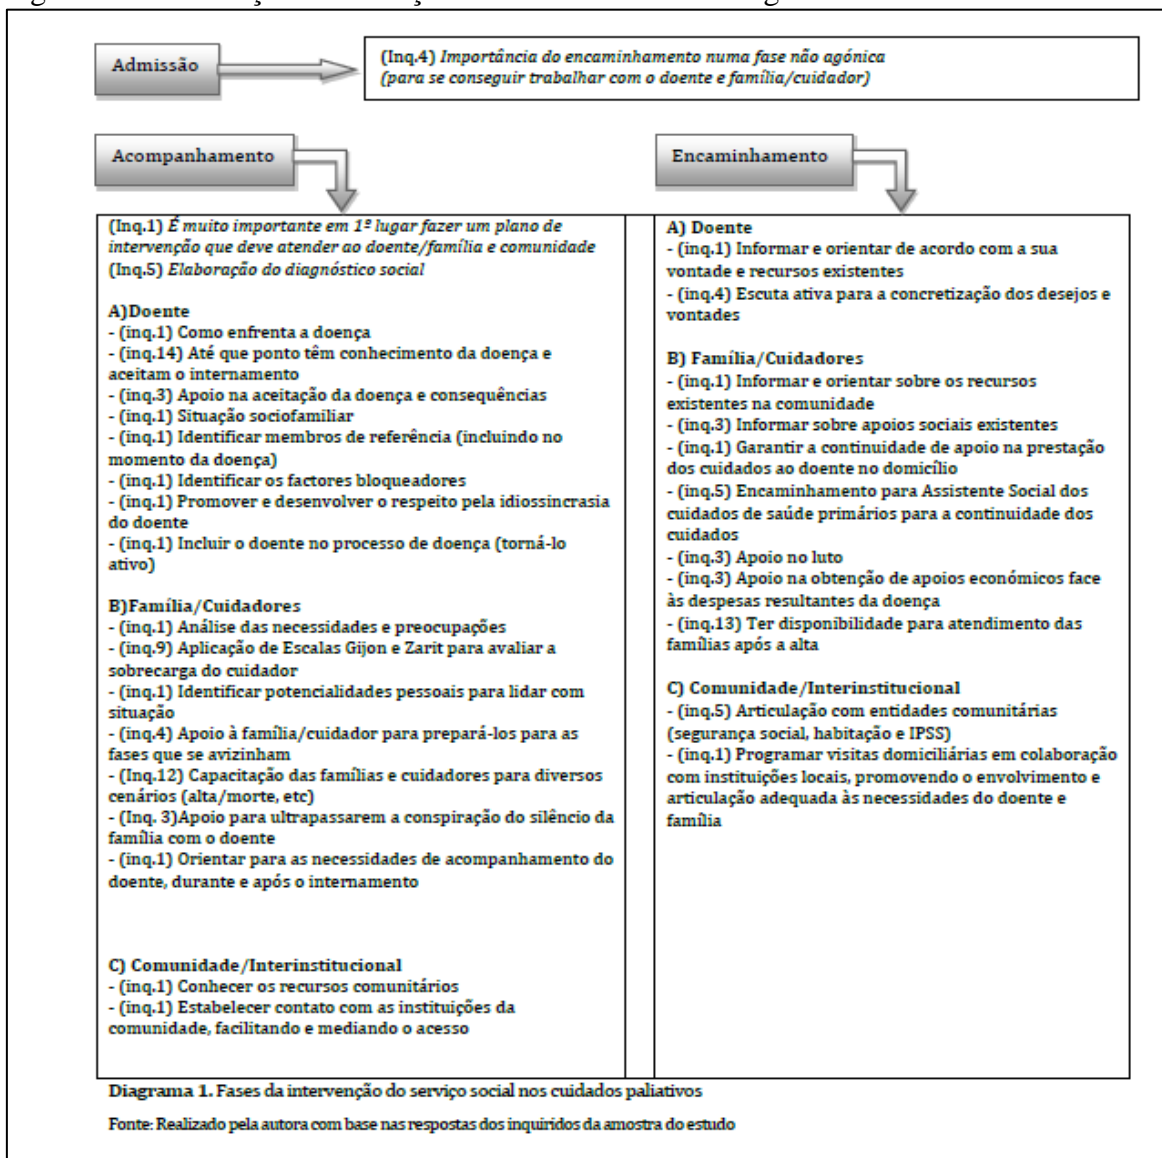 Admissão
(Inq.4) Importância do encaminhamento numa fase não agónica
(para se conseguir trabalhar com o doente e família/cuidador)
Acompanhamento
(Inq.1) É muito importante em 1º lugar fazer um plano de
intervenção que deve atender ao doente/família e comunidade
(Inq.5) Elaboração do diagnóstico social
A)Doente
- (inq.1) Como enfrenta a doença
- (inq.14) Até que ponto têm conhecimento da doença e
aceitam o internamento
- (inq.3) Apoio na aceitação da doença e consequências
- (inq.1) Situação sociofamiliar
- (inq.1) Identificar membros de referência (incluindo no
momento da doença)
- (inq.1) Identificar os factores bloqueadores
- (inq.1) Promover e desenvolver o respeito pela idiossincrasia
do doente
- (inq.1) Incluir o doente no processo de doença (torná-lo
ativo)
B)Família/Cuidadores
- (inq.1) Análise das necessidades e preocupações
- (inq.9) Aplicação de Escalas Gijon e Zarit para avaliar a
sobrecarga do cuidador
- (inq.1) Identificar potencialidades pessoais para lidar com
situação
- (inq.4) Apoio à família/cuidador para prepará-los para as
fases que se avizinham
- (Inq.12) Capacitação das famílias e cuidadores para diversos
cenários (alta/morte, etc)
- (Inq. 3)Apoio para ultrapassarem a conspiração do silêncio da
família com o doente
- (inq.1) Orientar para as necessidades de acompanhamento do
doente, durante e após o internamento
C) Comunidade/Interinstitucional
- (inq.1) Conhecer os recursos comunitários
- (inq.1) Estabelecer contato com as instituições da
comunidade, facilitando e mediando o acesso
Encaminhamento
A) Doente
- (inq.1) Informar e orientar de acordo com a sua
vontade e recursos existentes
- (inq.4) Escuta ativa para a concretização dos desejos e
vontades
B) Família/Cuidadores
- (inq.1) Informar e orientar sobre os recursos
existentes na comunidade
- (inq.3) Informar sobre apoios sociais existentes
- (inq.1) Garantir a continuidade de apoio na prestação
dos cuidados ao doente no domicílio
- (inq.5) Encaminhamento para Assistente Social dos
cuidados de saúde primários para a continuidade dos
cuidados
- (inq.3) Apoio no luto
- (inq.3) Apoio na obtenção de apoios económicos face
às despesas resultantes da doença
- (inq.13) Ter disponibilidade para atendimento das
famílias após a alta
C) Comunidade/Interinstitucional
- (inq.5) Articulação com entidades comunitárias
(segurança social, habitação e IPSS)
- (inq.1) Programar visitas domiciliárias em colaboração
com instituições locais, promovendo o envolvimento e
articulação adequada às necessidades do doente e
família
Diagrama 1. Fases da intervenção do serviço social nos cuidados paliativos
Fonte: Realizado pela autora com base nas respostas dos inquiridos da amostra do estudo